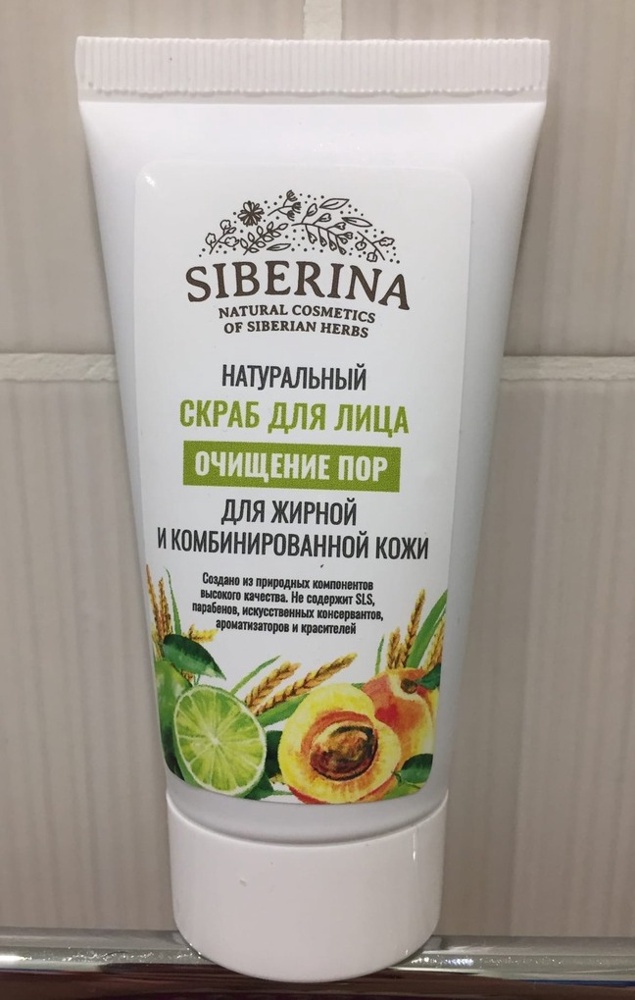 SIBERINA
NATURAL COSMETICS
OF SIBERIAN HERBS
НАТУРАЛЬНЫЙ
СКРАБ ДЛЯ ЛИЦА
ОЧИЩЕНИЕ ПОР
ДЛЯ ЖИРНОЙ
И КОМБИНИРОВАННОЙ КОЖИ
Создано из природных компонентов
высокого качества. Не содержит SLS,
парабенов, искусственных консервантов,
ароматизаторов и красителей